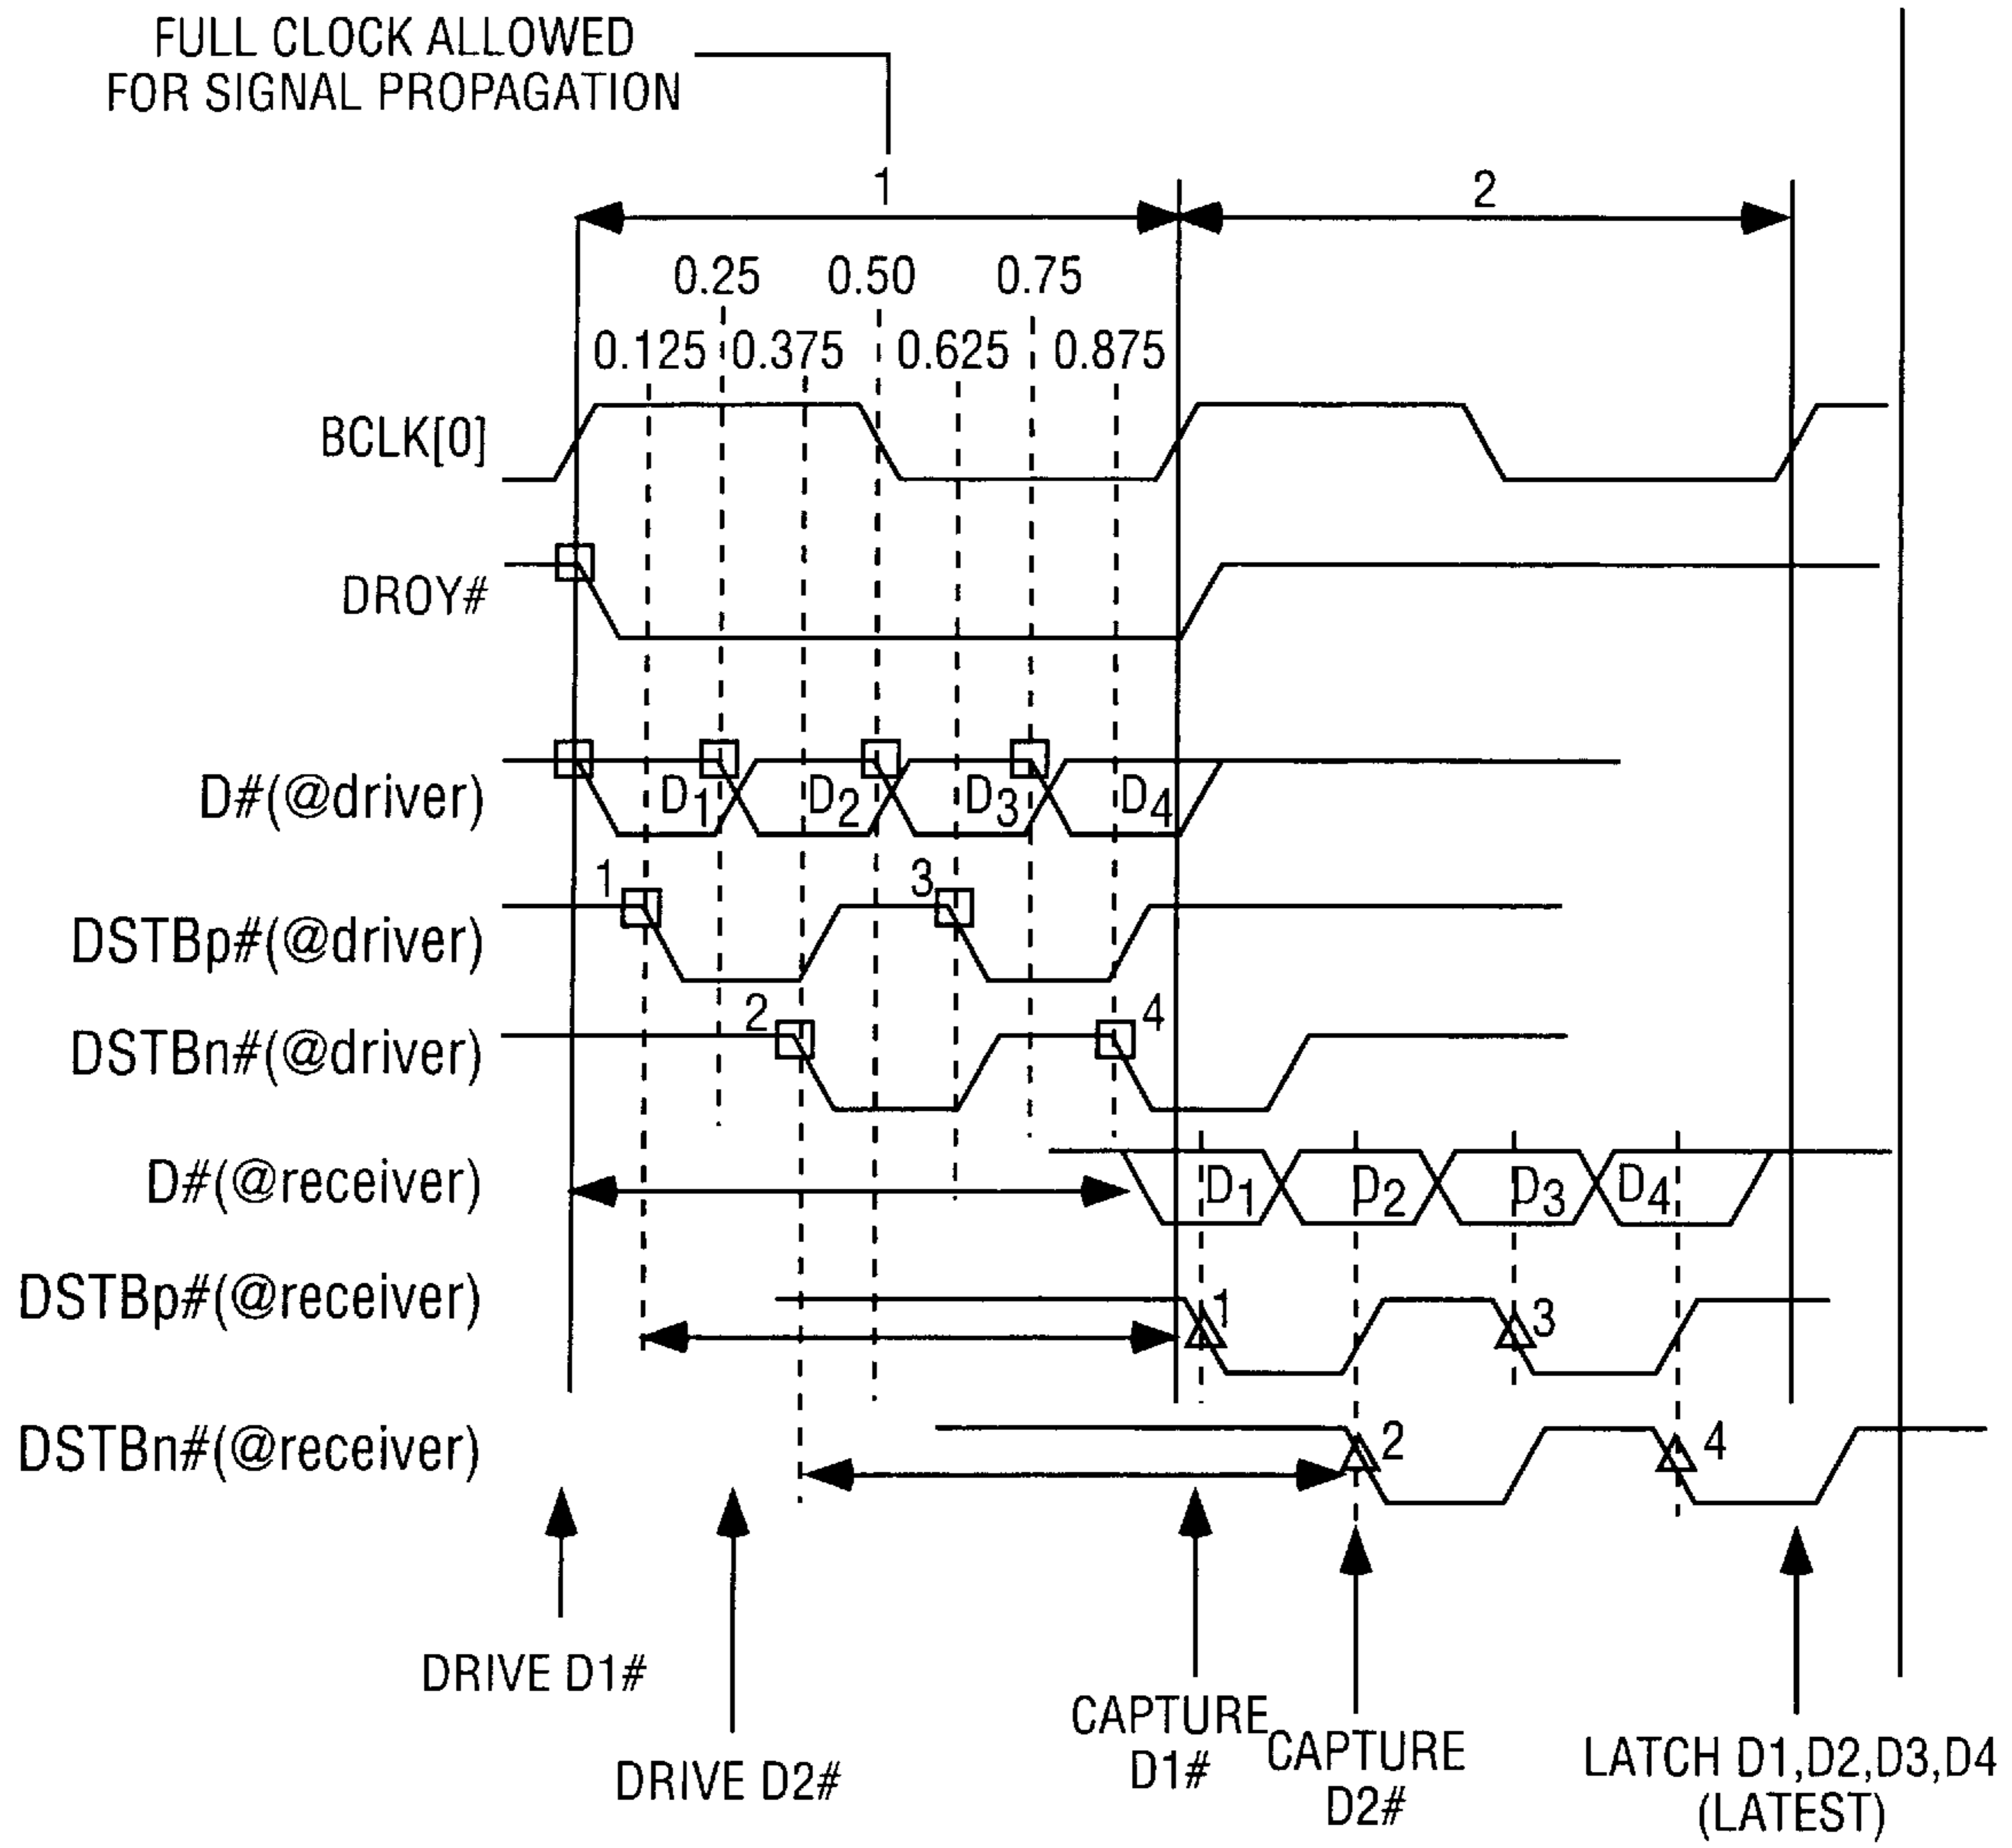 FULL CLOCK ALLOWED
FOR SIGNAL PROPAGATION
1
2
0.25
0.50
0.75
0.125
0.375
0.625
0.875
BCLK[0]
DROY#
D#(@driver)
D1
D2
D3
D4
DSTBp#(@driver)
1
3
DSTBn#(@driver)
2
4
D#(@receiver)
D1
D2
D3
D4
DSTBp#(@receiver)
1
3
DSTBn#(@receiver)
2
4
DRIVE D1#
DRIVE D2#
CAPTURE
D1#
CAPTURE
D2#
LATCH D1,D2,D3,D4
(LATEST)